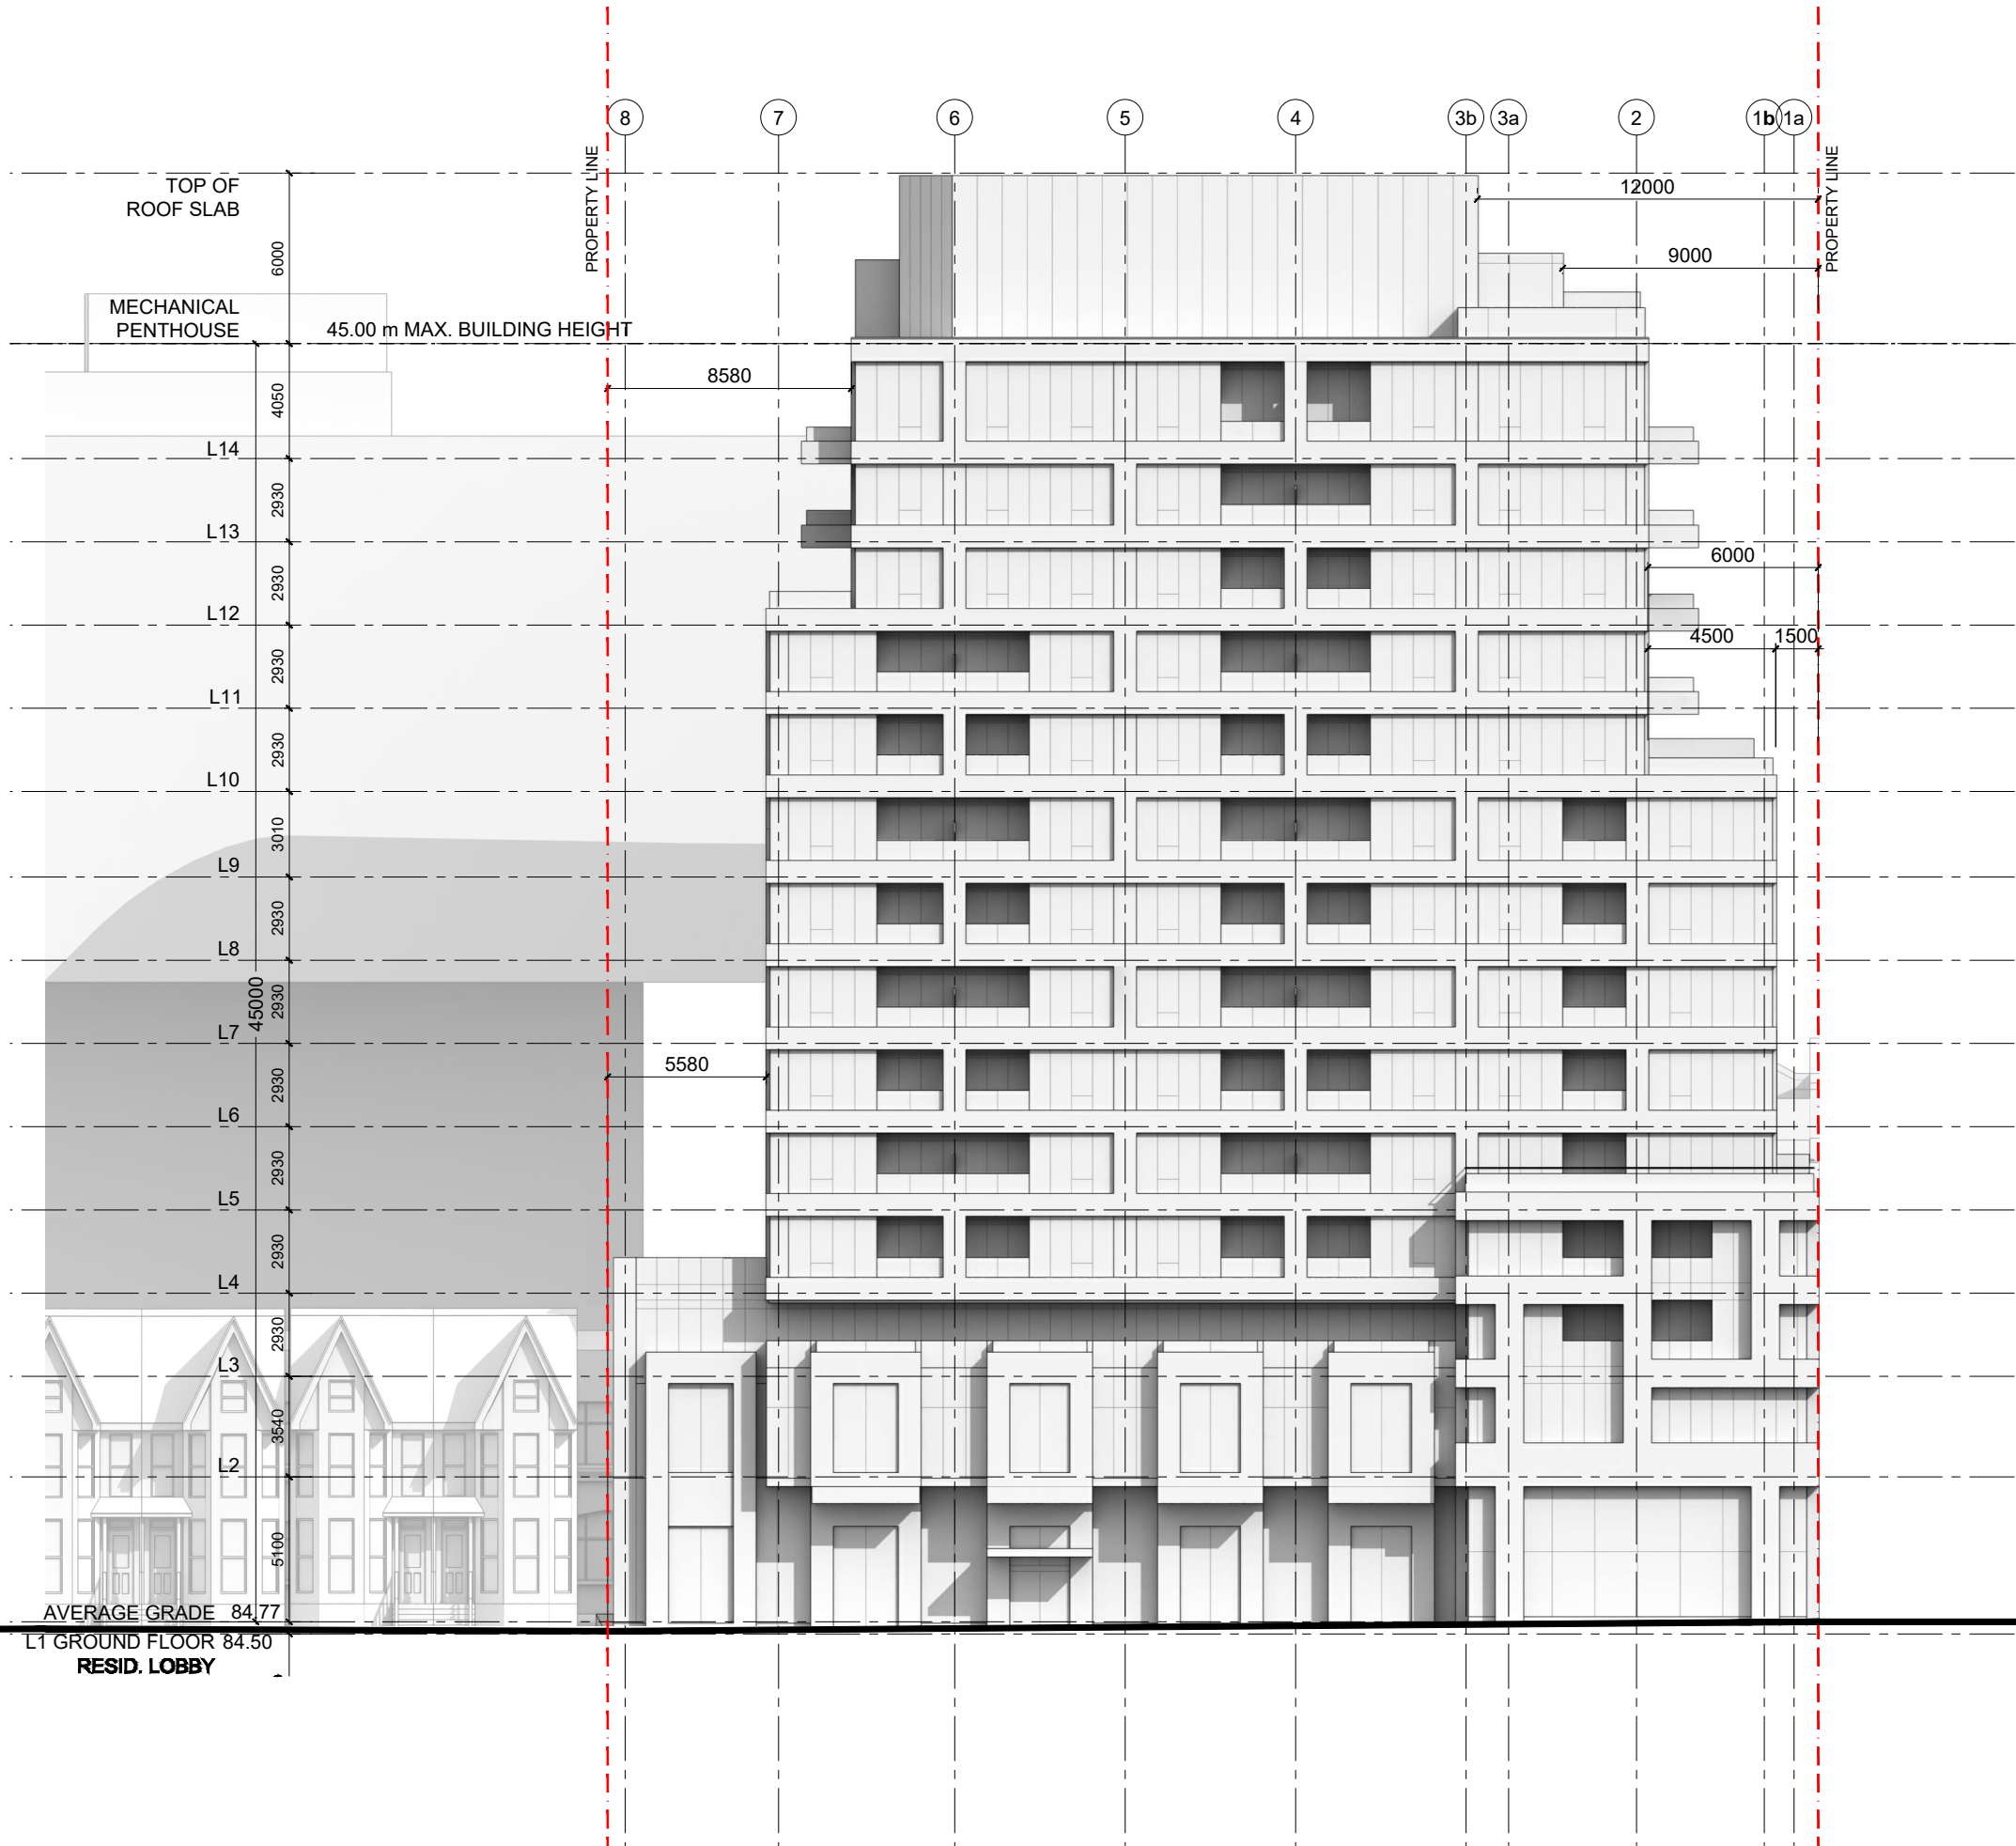 8 7 6 5 4 3b 3a 2 1b 1a
PROPERTY LINE
PROPERTY LINE
TOP OF
ROOF SLAB
12000
6000
9000
MECHANICAL
PENTHOUSE
45.00 m MAX. BUILDING HEIGHT
8580
4050
L14
2930
L13
6000
2930
L12
4500 1500
2930
L11
2930
L10
3010
L9
2930
L8
45000
2930
L7
5580
2930
L6
2930
L5
2930
L4
2930
L3
3540
L2
5100
AVERAGE GRADE 84.77
L1 GROUND FLOOR 84.50
RESID. LOBBY